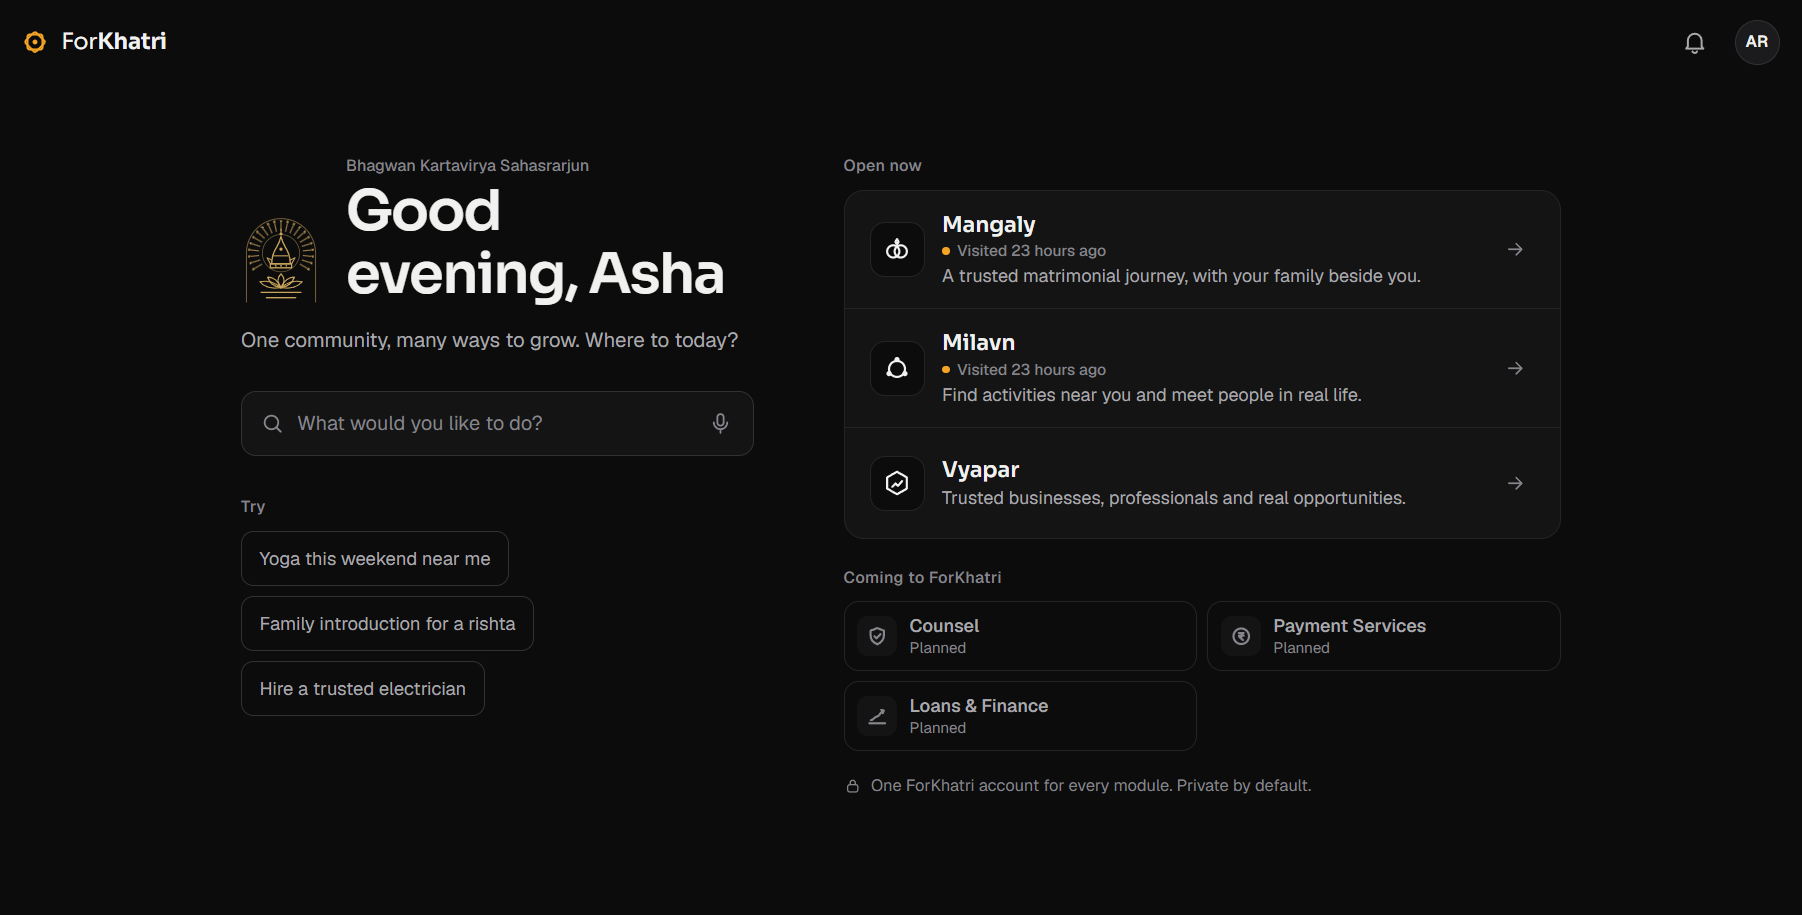 ForKhatri
AR
Bhagwan Kartavirya Sahasrarjun
Good
evening, Asha
One community, many ways to grow. Where to today?
What would you like to do?
Try
Yoga this weekend near me
Family introduction for a rishta
Hire a trusted electrician
Open now
Mangaly
Visited 23 hours ago
A trusted matrimonial journey, with your family beside you.
Milavn
Visited 23 hours ago
Find activities near you and meet people in real life.
Vyapar
Trusted businesses, professionals and real opportunities.
Coming to ForKhatri
Counsel
Planned
Payment Services
Planned
Loans & Finance
Planned
One ForKhatri account for every module. Private by default.